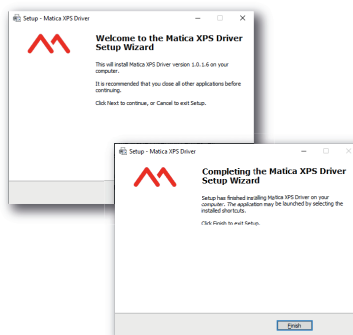 Setup - Matica XPS Driver
Welcome to the Matica XPS Driver
Setup Wizard
This will install Matica XPS Driver version 1.0.1.6 on your
computer.
It is recommended that you close all other applications before
continuing.
Click Next to continue, or Cancel to exit Setup.
Setup - Matica XPS Driver
Completing the Matica XPS Driver
Setup Wizard
Setup has finished installing Matica XPS Driver on your
computer. The application may be launched by selecting the
installed shortcuts.
Click Finish to exit Setup.
Finish